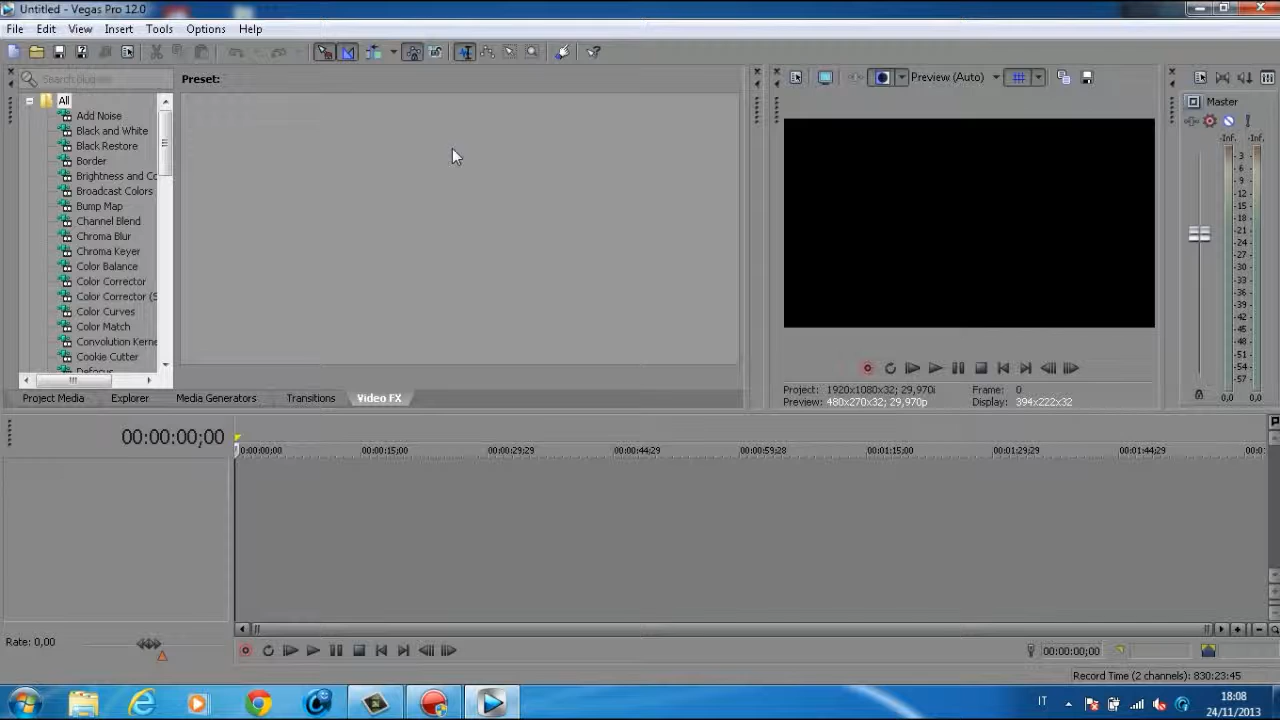 Untitled - Vegas Pro 12.0
File Edit View Insert Tools Options Help
Search plug-ins
Preset:
Preview (Auto)
Master
All
Add Noise
Black and White
Black Restore
Border
Brightness and Co
Broadcast Colors
Bump Map
Channel Blend
Chroma Blur
Chroma Keyer
Color Balance
Color Corrector
Color Corrector (S
Color Curves
Color Match
Convolution Kerne
Cookie Cutter
Defocus
-Inf. -Inf.
3
6
9
12
15
18
21
24
27
30
33
36
39
42
45
48
51
54
57
0,0 0,0
Project: 1920x1080x32; 29,970i Frame: 0
Preview: 480x270x32; 29,970p Display: 394x222x32
Project Media Explorer Media Generators Transitions Video FX
00:00:00;00
0:00:00;00 00:00:15;00 00:00:29;29 00:00:44;29 00:00:59;28 00:01:15;00 00:01:29;29 00:01:44;29 00:0
Rate: 0,00
00:00:00;00
Record Time (2 channels): 830:23:45
IT
18:08
24/11/2013